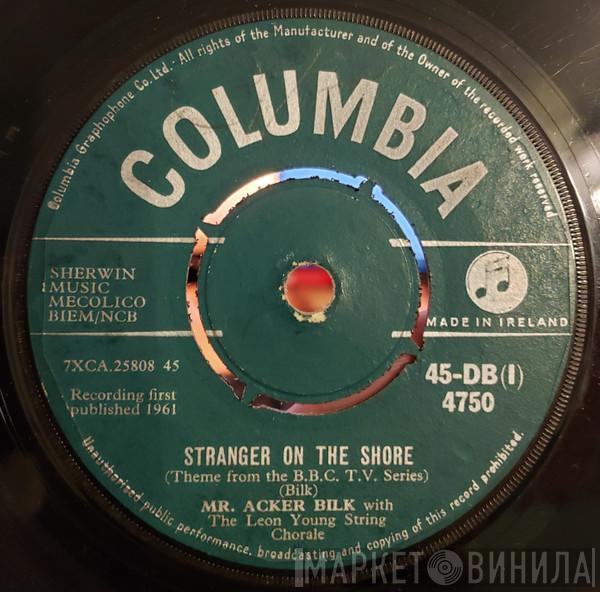 Columbia Graphophone Co. Ltd. · All rights of the Manufacturer and of the Owner of the recorded work reserved
COLUMBIA
SHERWIN
MUSIC
MECOLICO
BIEM/NCB
MADE IN IRELAND
7XCA.25808 45
45-DB(I)
4750
Recording first
published 1961
STRANGER ON THE SHORE
(Theme from the B.B.C. T.V. Series)
(Bilk)
MR. ACKER BILK with
The Leon Young String
Chorale
Unauthorised public performance, broadcasting and copying of this record prohibited.
МАРКЕТ ВИНИЛА